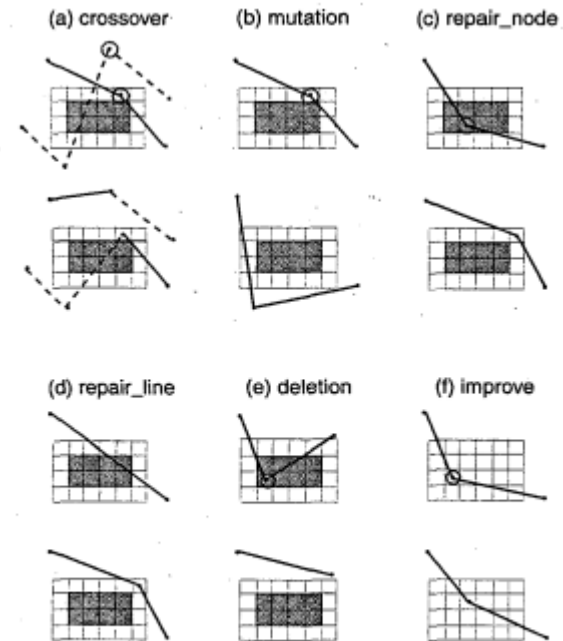 (a) crossover
(b) mutation
(c) repair_node
(d) repair_line
(e) deletion
(f) improve